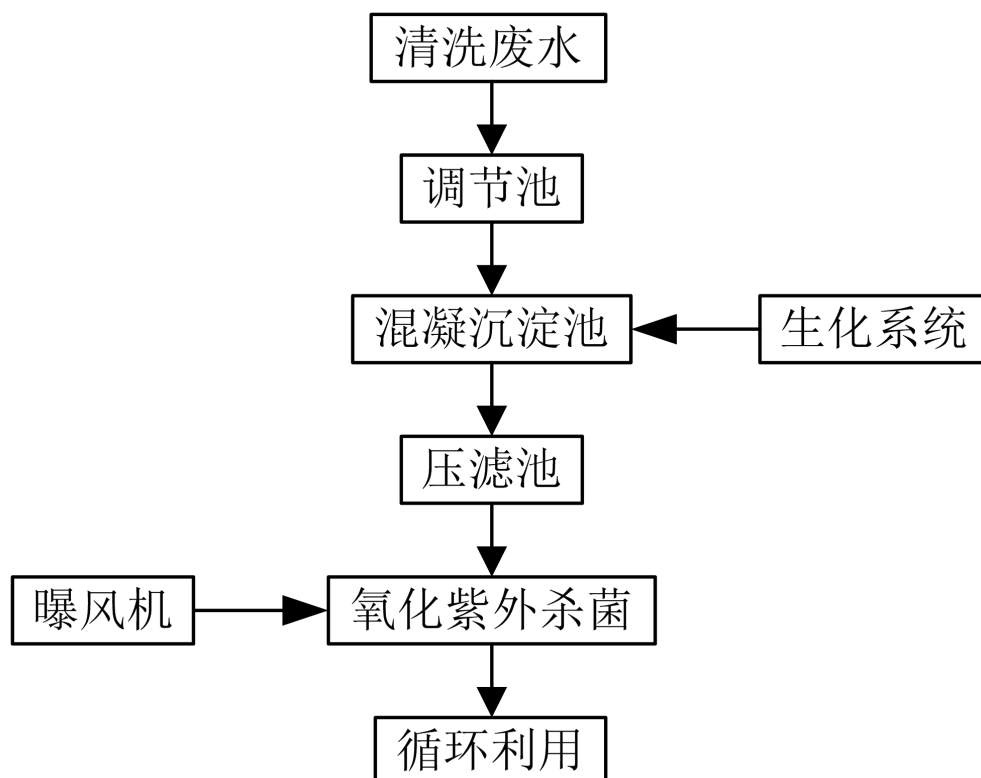 清洗废水
调节池
混凝沉淀池
生化系统
压滤池
曝风机
氧化紫外杀菌
循环利用